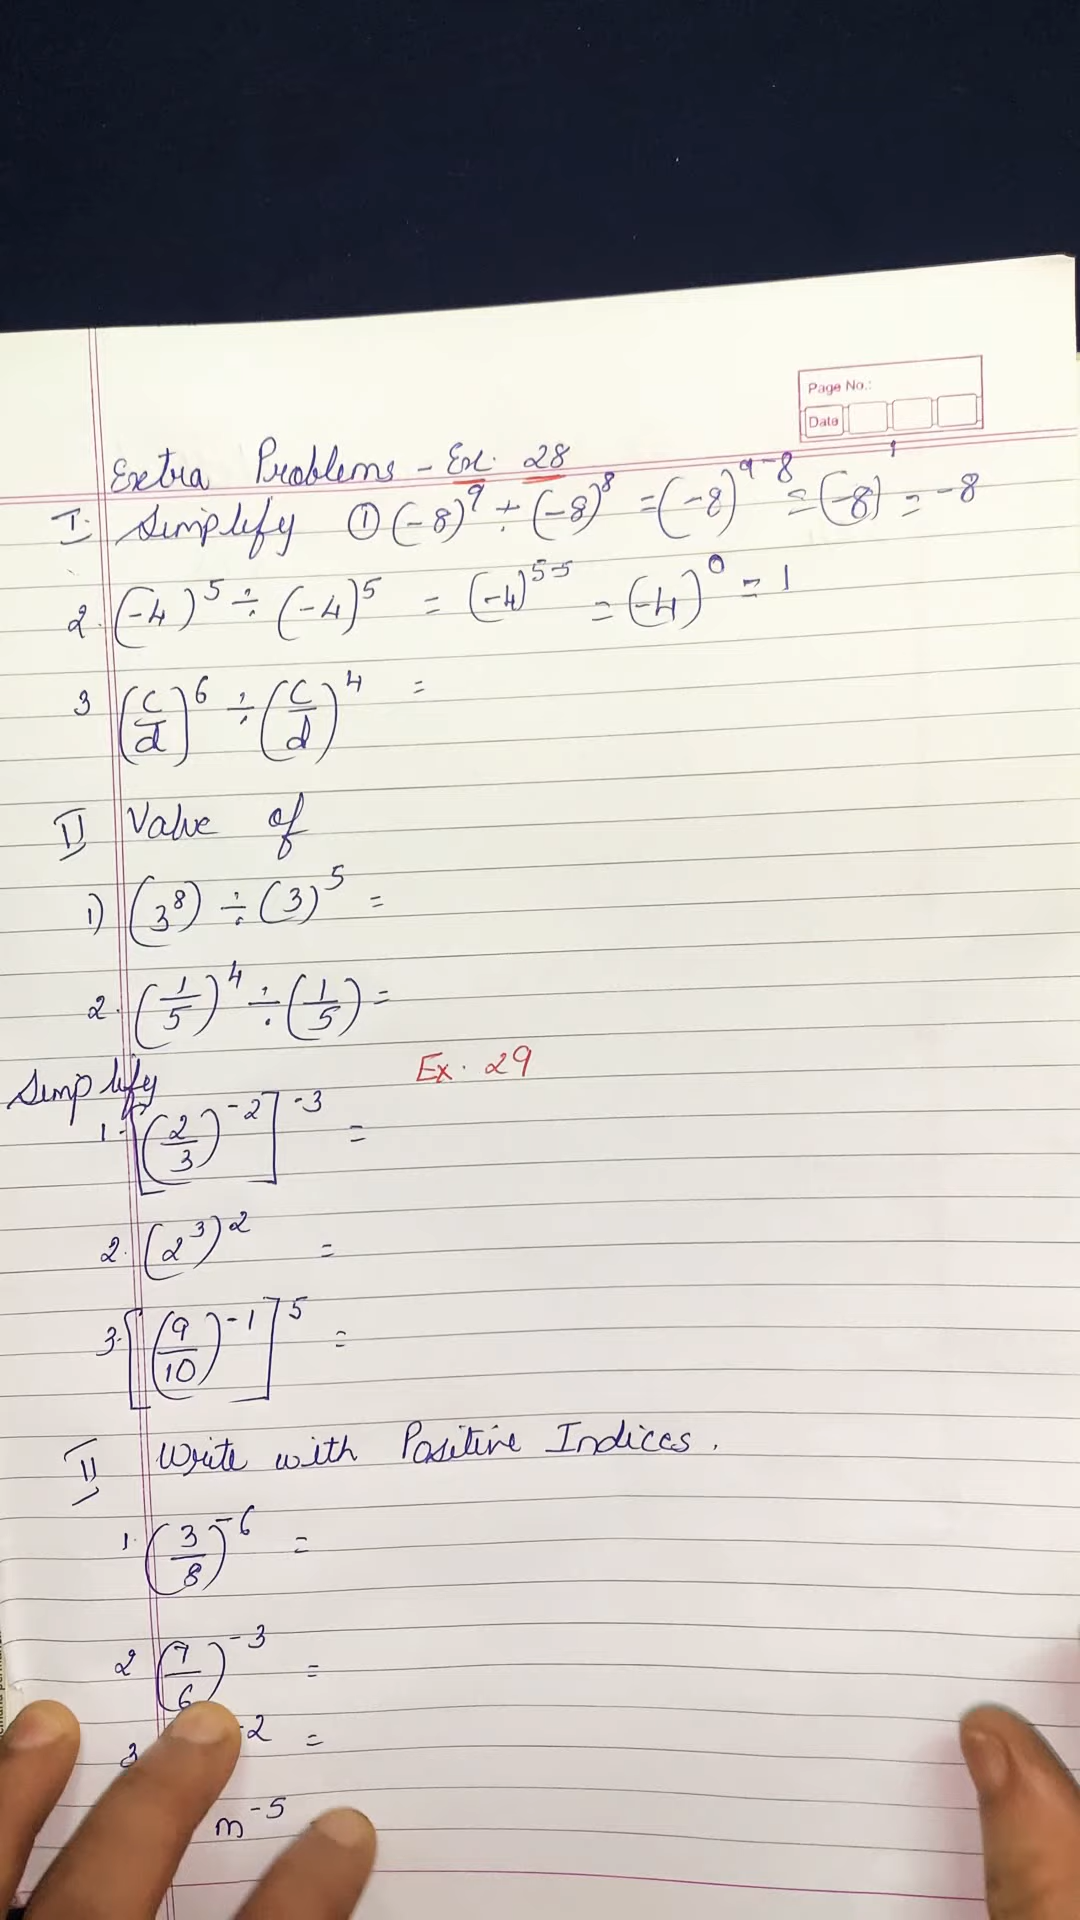 Page No.:
Date
Extra Problems - Ex. 28
I. Simplify ① (-8)^9 ÷ (-8)^8 = (-8)^9-8 = (-8)^1 = -8
2. (-4)^5 ÷ (-4)^5 = (-4)^5-5 = (-4)^0 = 1
3 (c/d)^6 ÷ (c/d)^4 =
II Value of
1) (3^8) ÷ (3)^5 =
2. (1/5)^4 ÷ (1/5) =
Ex. 29
Simplify
1. [(2/3)^-2]^-3 =
2. (2^3)^2 =
3. [(9/10)^-1]^5 =
II Write with Positive Indices.
1. (3/8)^-6 =
2 (7/6)^-3 =
3 -2 =
m^-5